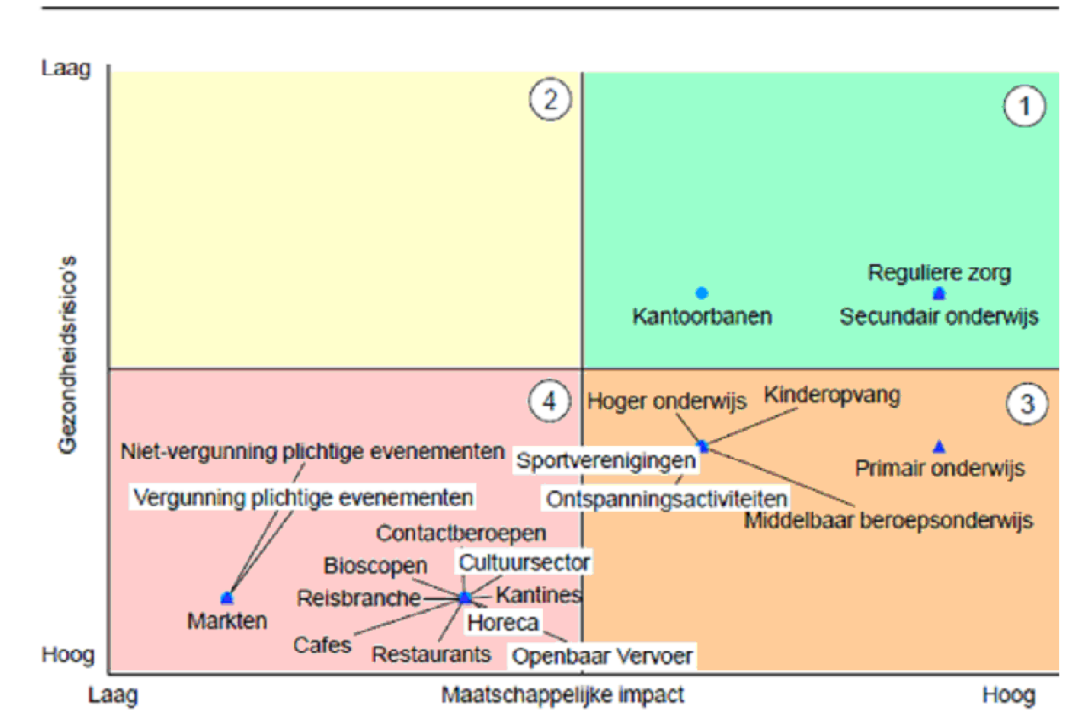 Laag
2
1
Gezondheidsrisico's
Reguliere zorg
Kantoorbanen
Secundair onderwijs
4
3
Hoger onderwijs
Kinderopvang
Niet-vergunning plichtige evenementen
Sportverenigingen
Primair onderwijs
Vergunning plichtige evenementen
Ontspanningsactiviteiten
Middelbaar beroepsonderwijs
Contactberoepen
Bioscopen
Cultuursector
Reisbranche
Kantines
Markten
Horeca
Cafes
Restaurants
Openbaar Vervoer
Hoog
Laag
Maatschappelijke impact
Hoog